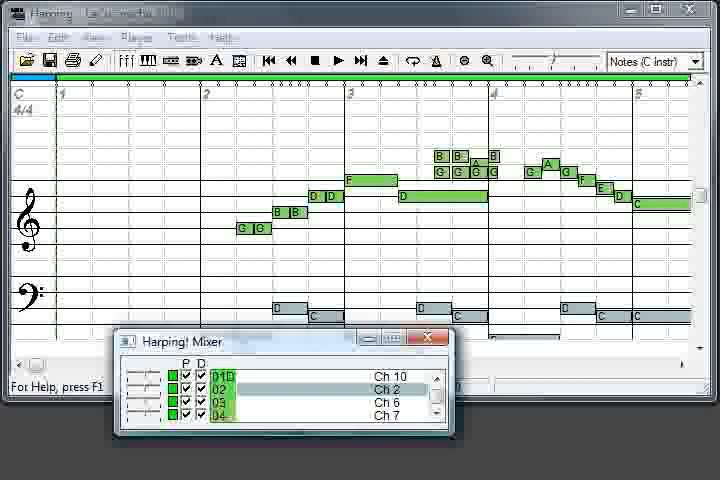 Harping
File Edit View Player Tools Help
Notes (C instr)
C 1 2 3 4 5
4/4
B B B
A A
G G G G G G
F F
E
D D D D
C
B B
G G
D D D
C C C C
For Help, press F1
Harping! Mixer
P D
01D Ch 10
02 Ch 2
03 Ch 6
04 Ch 7